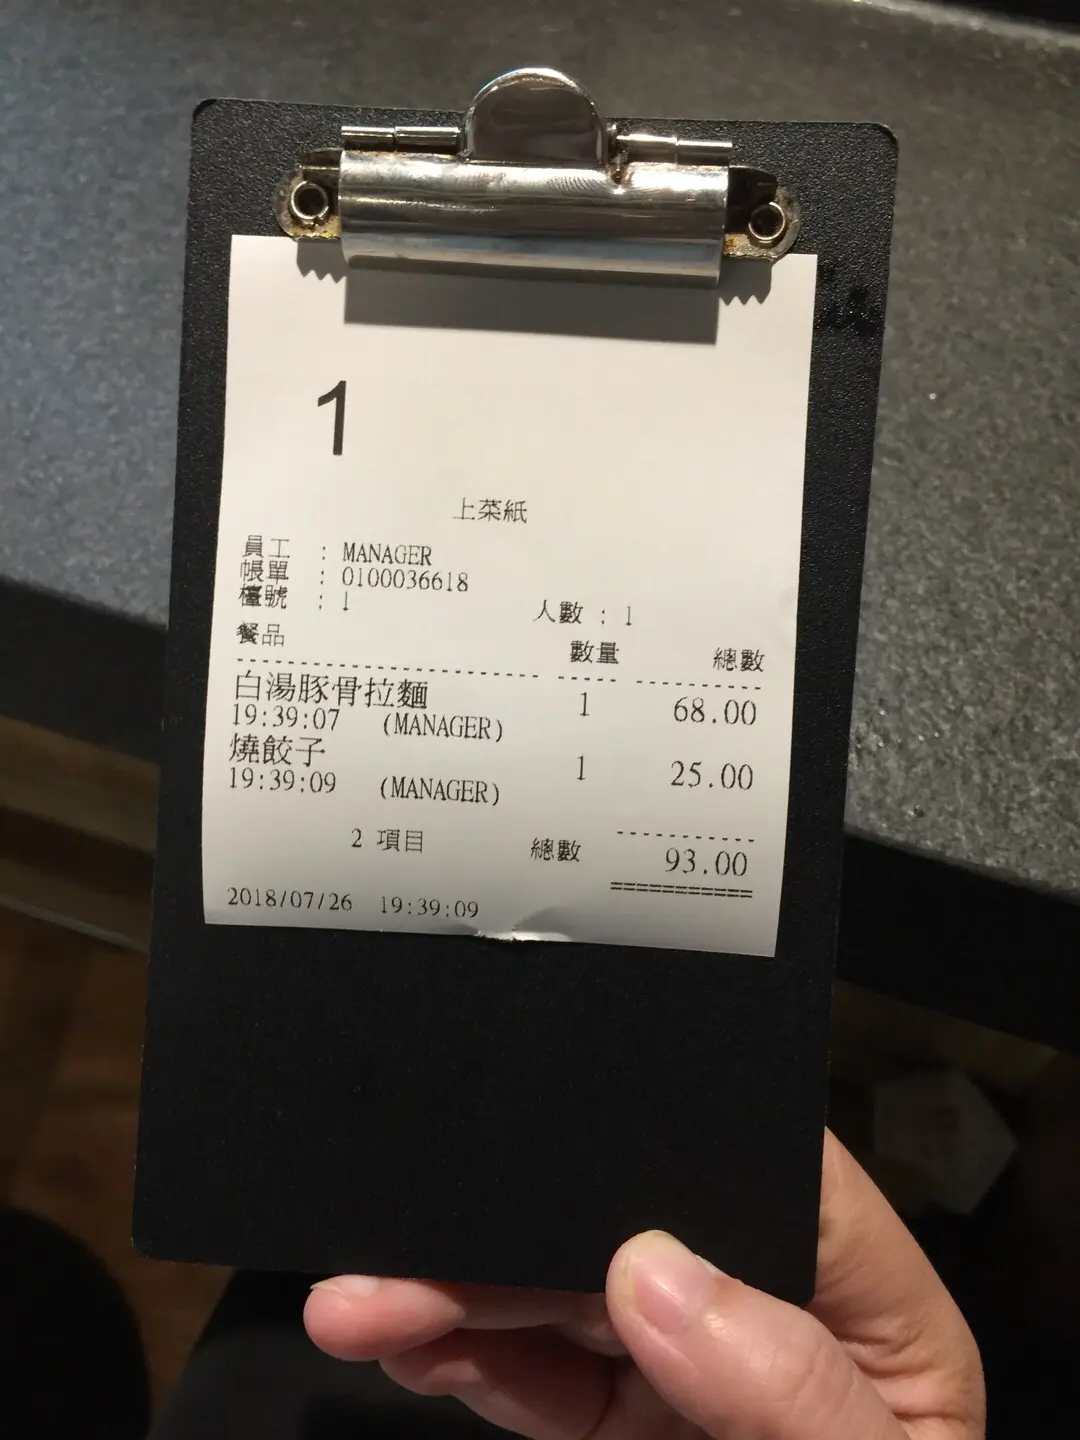 1
上菜紙
員工 : MANAGER
帳單 : 0100036618
檯號 : 1 人數 : 1
餐品 數量 總數
白湯豚骨拉麵 1 68.00
19:39:07 (MANAGER)
燒餃子 1 25.00
19:39:09 (MANAGER)
2 項目 總數 93.00
2018/07/26 19:39:09